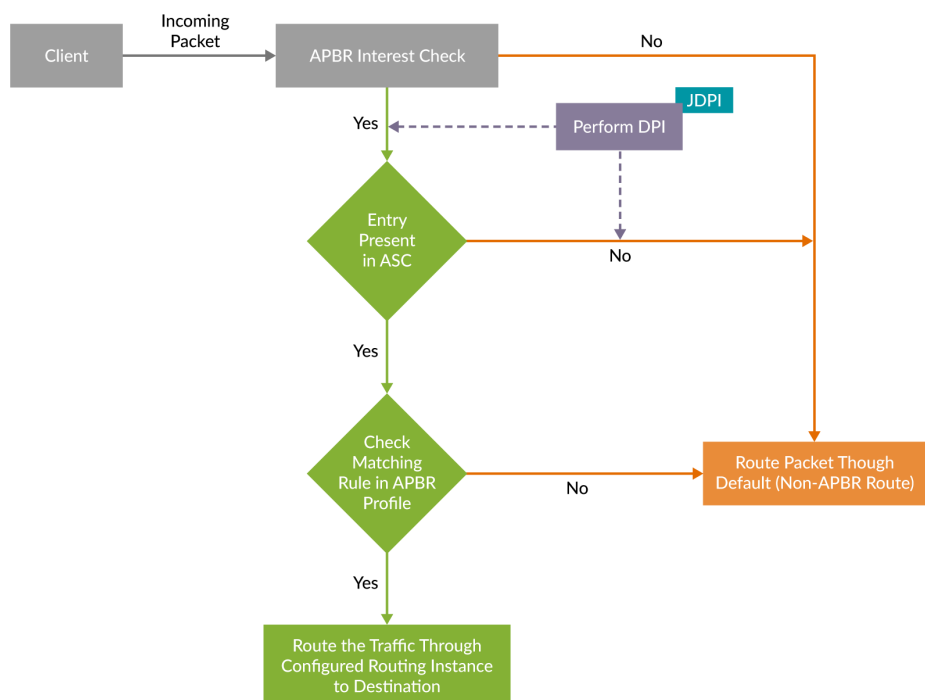 Incoming
Packet
Client
APBR Interest Check
No
JDPI
Yes
Perform DPI
Entry
Present
in ASC
No
Yes
Check
Matching
Rule in APBR
Profile
No
Route Packet Though
Default (Non-APBR Route)
Yes
Route the Traffic Through
Configured Routing Instance
to Destination